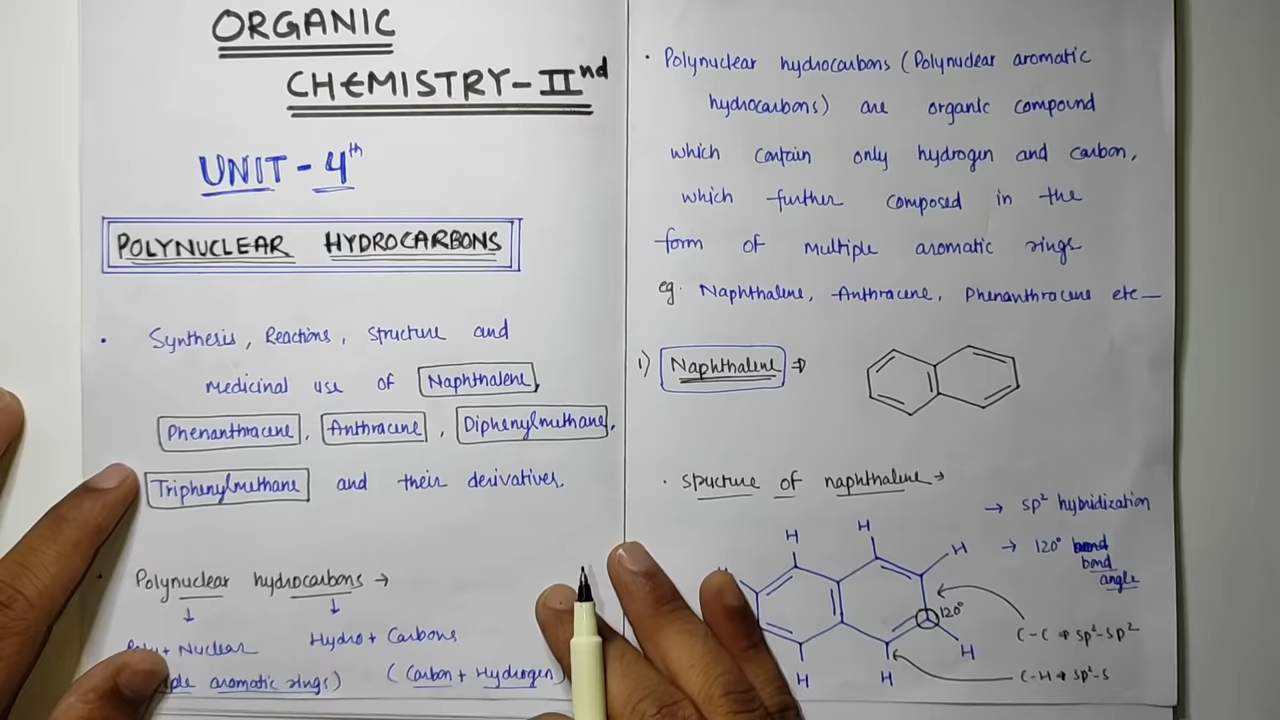 ORGANIC
CHEMISTRY-IInd
UNIT-4th
POLYNUCLEAR HYDROCARBONS
• Synthesis, Reactions, structure and
medicinal use of Naphthalene,
Phenanthracene, Anthracene, Diphenylmethane,
Triphenylmethane and their derivatives.
• Polynuclear hydrocarbons →
↓ ↓
Poly + Nuclear Hydro + Carbons
aromatic rings) (Carbon + Hydrogen)
• Polynuclear hydrocarbons (Polynuclear aromatic
hydrocarbons) are organic compound
which contain only hydrogen and carbon,
which further composed in the
form of multiple aromatic rings
eg. Naphthalene, Anthracene, Phenanthracene etc—
1) Naphthalene ⇒
• structure of naphthalene →
→ sp² hybridization
→ 120° bond
bond
angle
H H H
H
120°
C-C ⇒ sp²-sp²
H
H H
C-H ⇒ sp²-s